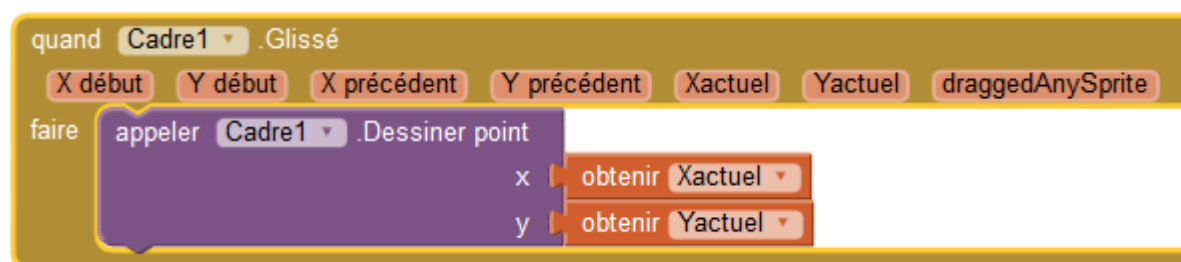 quand Cadre1 .Glissé
X début Y début X précédent Y précédent Xactuel Yactuel draggedAnySprite
faire appeler Cadre1 .Dessiner point
x obtenir Xactuel
y obtenir Yactuel